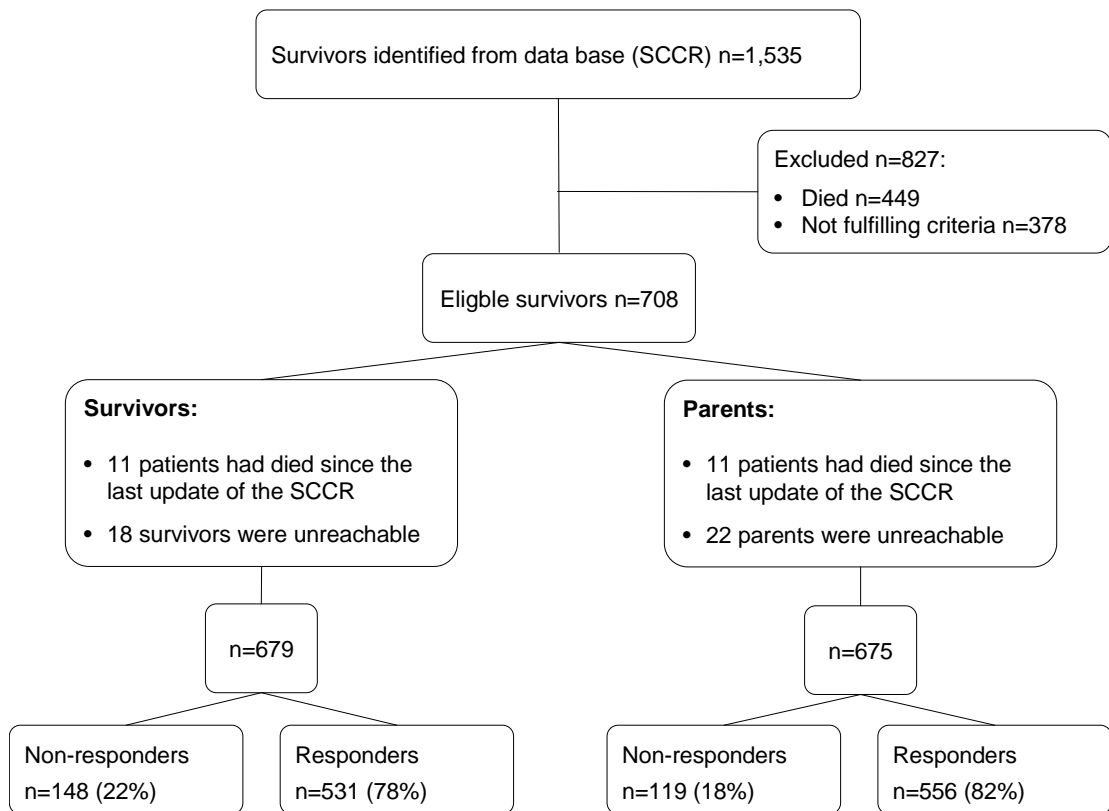 Survivors identified from data base (SCCR) n=1,535
Excluded n=827:
• Died n=449
• Not fulfilling criteria n=378
Eligble survivors n=708
Survivors:
• 11 patients had died since the
last update of the SCCR
• 18 survivors were unreachable
Parents:
• 11 patients had died since the
last update of the SCCR
• 22 parents were unreachable
n=679
n=675
Non-responders
n=148 (22%)
Responders
n=531 (78%)
Non-responders
n=119 (18%)
Responders
n=556 (82%)